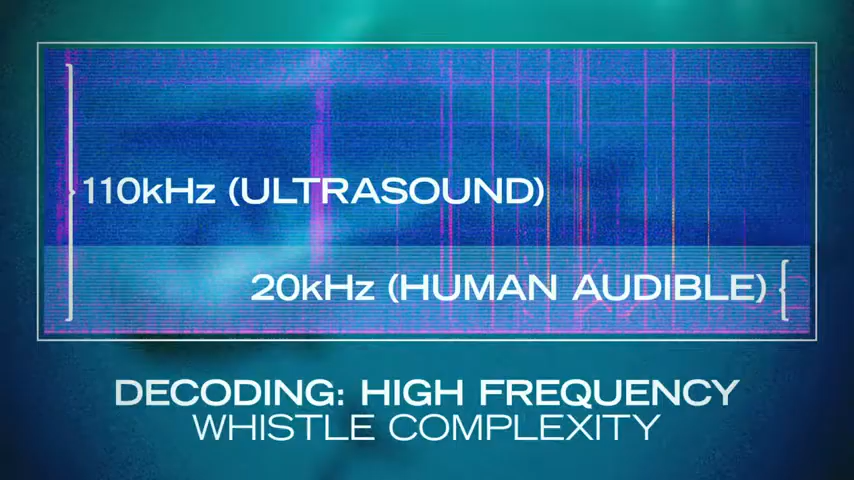 110kHz (ULTRASOUND)
20kHz (HUMAN AUDIBLE)
DECODING: HIGH FREQUENCY
WHISTLE COMPLEXITY